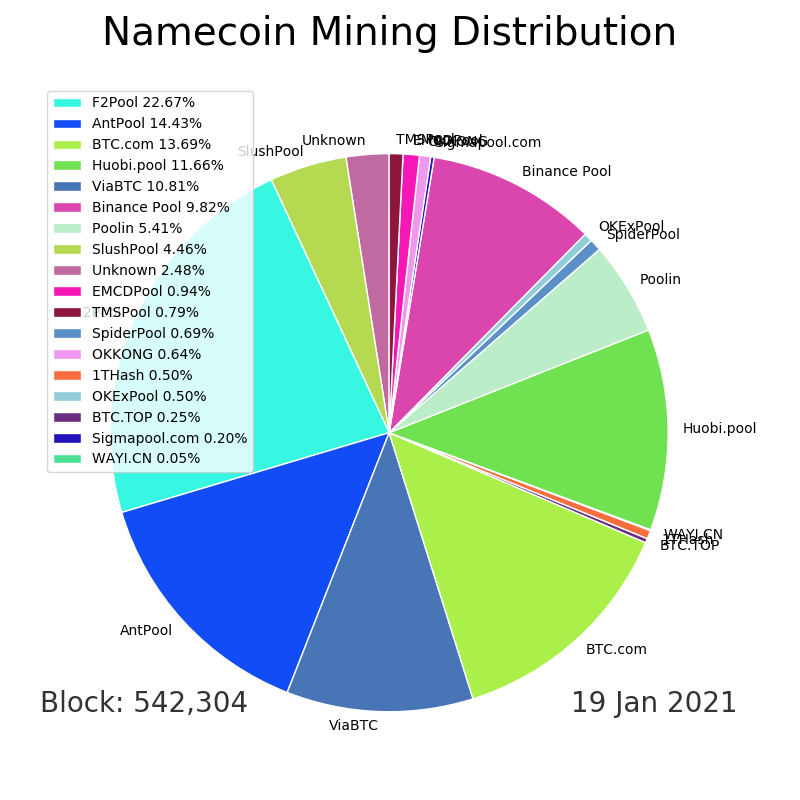 Namecoin Mining Distribution
F2Pool 22.67%
AntPool 14.43%
BTC.com 13.69%
Huobi.pool 11.66%
ViaBTC 10.81%
Binance Pool 9.82%
Poolin 5.41%
SlushPool 4.46%
Unknown 2.48%
EMCDPool 0.94%
TMSPool 0.79%
SpiderPool 0.69%
OKKONG 0.64%
1THash 0.50%
OKExPool 0.50%
BTC.TOP 0.25%
Sigmapool.com 0.20%
WAYI.CN 0.05%
SlushPool
Unknown
TMSPool
Sigmapool.com
Binance Pool
OKExPool
SpiderPool
Poolin
Huobi.pool
WAYI.CN
1THash
BTC.TOP
BTC.com
ViaBTC
AntPool
Block: 542,304
19 Jan 2021